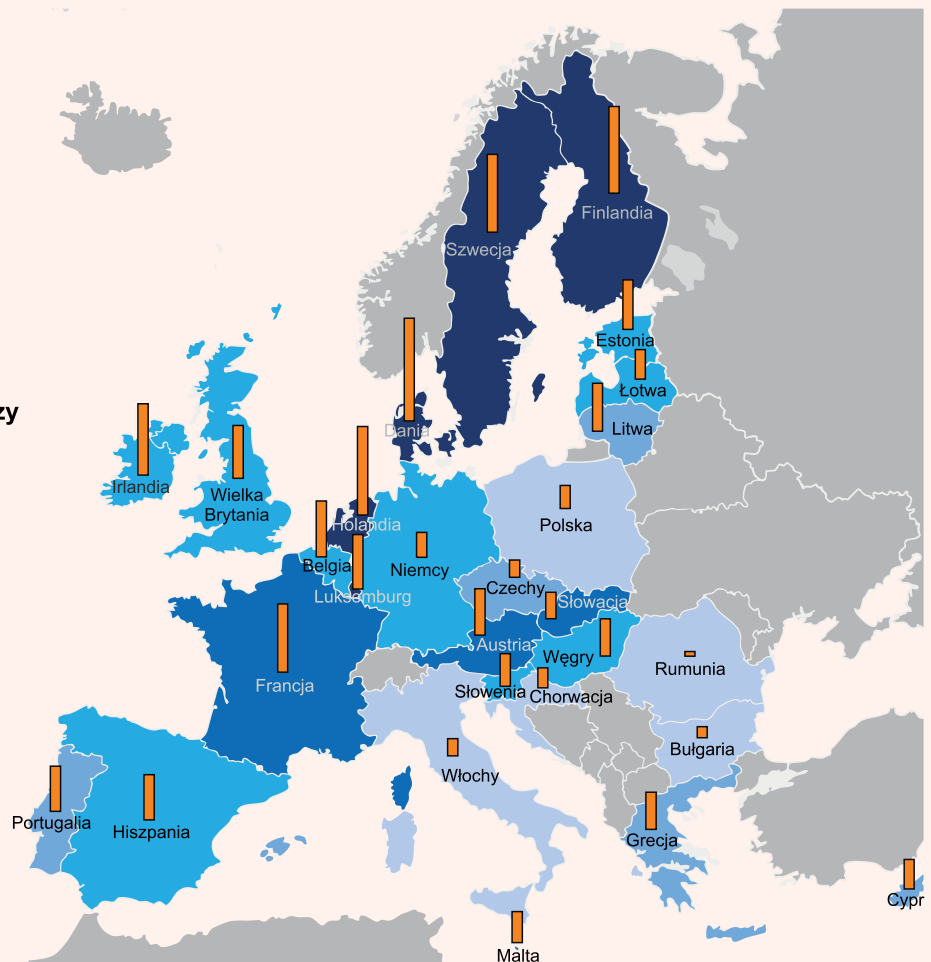 Finlandia
Szwecja
Estonia
Łotwa
zy
Litwa
Dania
Irlandia
Wielka
Brytania
Holandia
Polska
Belgia
Niemcy
Czechy
Luksemburg
Słowacja
Austria
Węgry
Rumunia
Francja
Słowenia
Chorwacja
Bułgaria
Włochy
Portugalia
Hiszpania
Grecja
Cypr
Malta